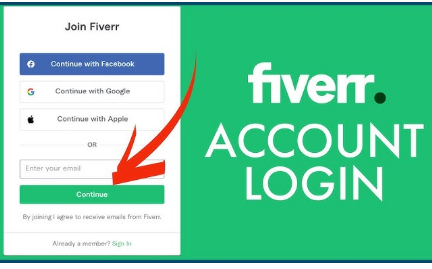 Join Fiverr
Continue with Facebook
Continue with Google
Continue with Apple
OR
Enter your email
Continue
By joining I agree to receive emails from Fiverr.
Already a member? Sign In
fiverr.
ACCOUNT
LOGIN